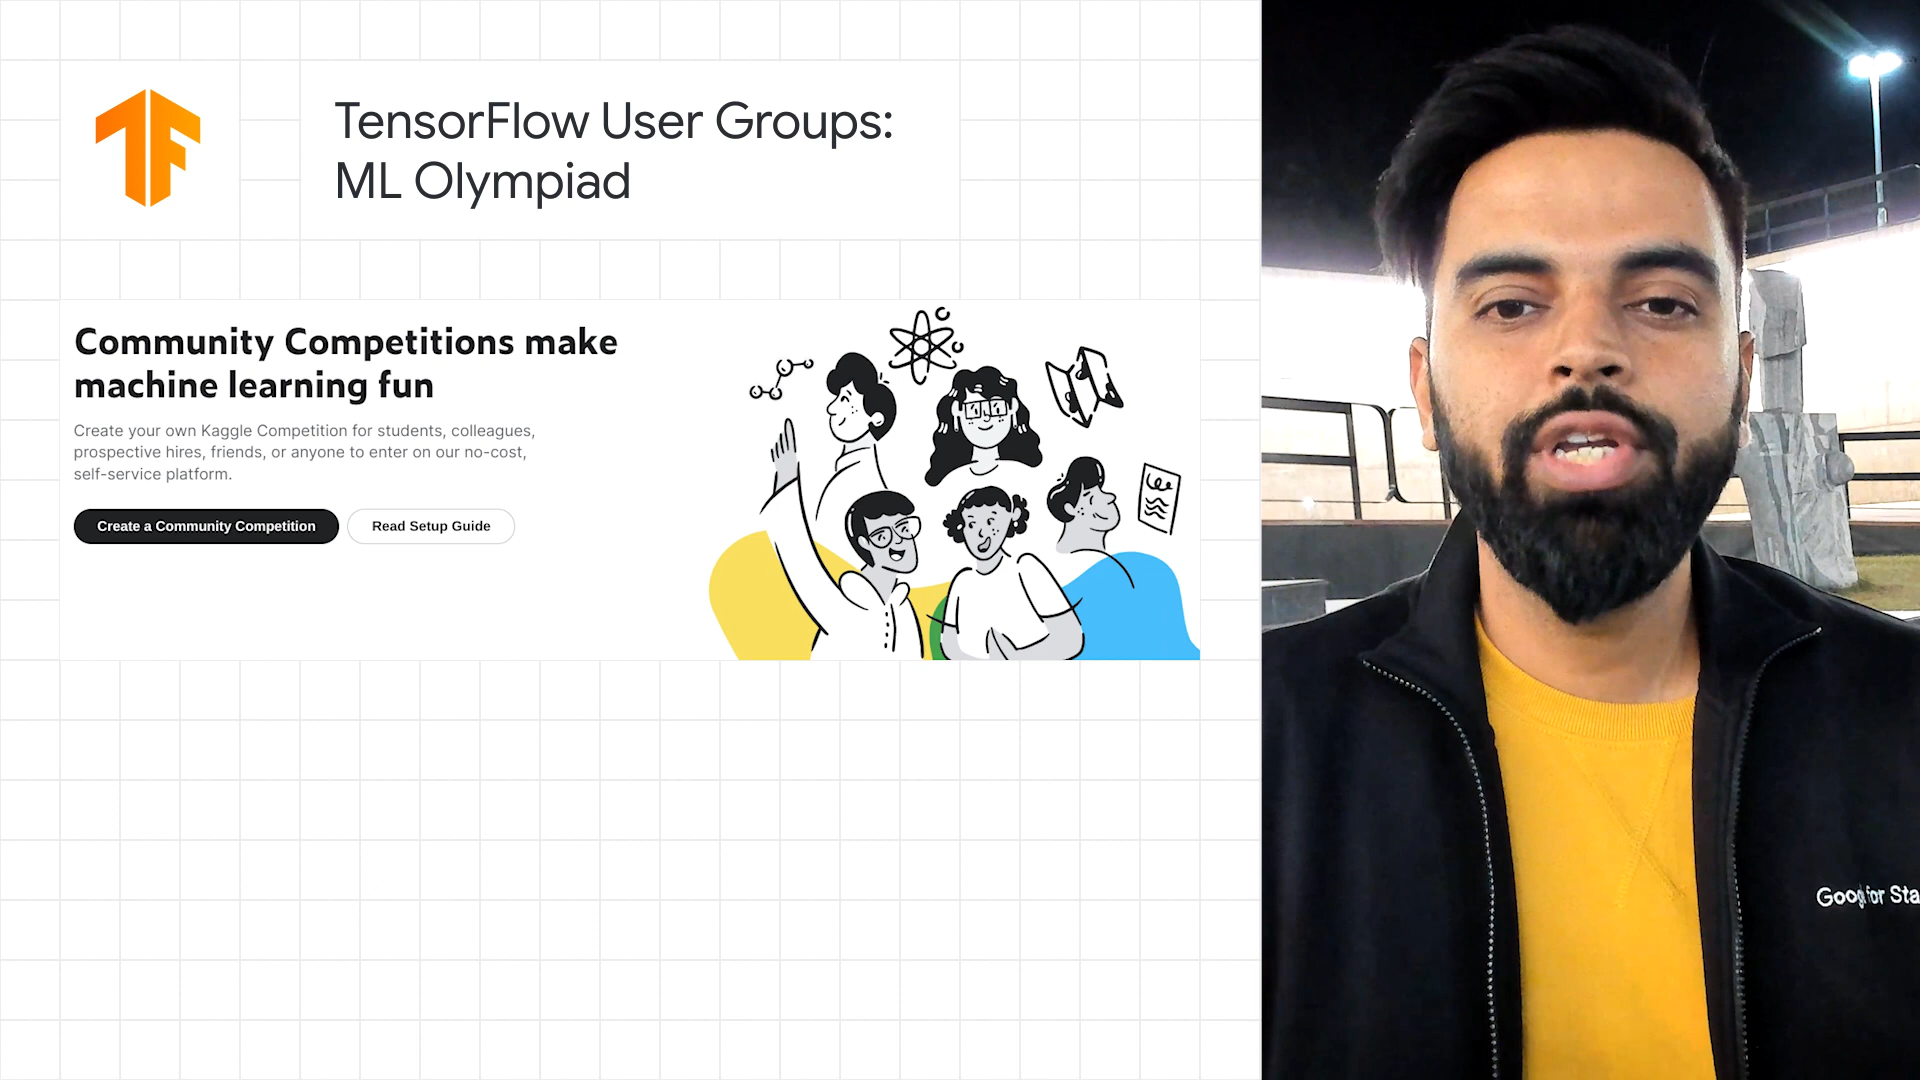 TensorFlow User Groups:
ML Olympiad
Community Competitions make
machine learning fun
Create your own Kaggle Competition for students, colleagues,
prospective hires, friends, or anyone to enter on our no-cost,
self-service platform.
Create a Community Competition
Read Setup Guide
for